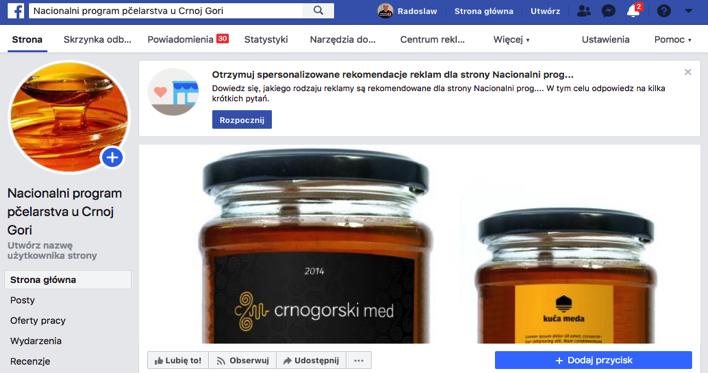 Nacionalni program pčelarstva u Crnoj Gori
Radoslaw
Strona główna
Utwórz
2
Strona
Skrzynka odb...
Powiadomienia 30
Statystyki
Narzędzia do...
Centrum rekl...
Więcej
Ustawienia
Pomoc
Otrzymuj spersonalizowane rekomendacje reklam dla strony Nacionalni prog...
Dowiedz się, jakiego rodzaju reklamy są rekomendowane dla strony Nacionalni prog.... W tym celu odpowiedz na kilka
krótkich pytań.
Rozpocznij
Nacionalni program
pčelarstva u Crnoj
Gori
Utwórz nazwę
użytkownika strony
Strona główna
Posty
Oferty pracy
Wydarzenia
Recenzje
2014
crnogorski med
kuća meda
Lubię to!
Obserwuj
Udostępnij
...
+ Dodaj przycisk